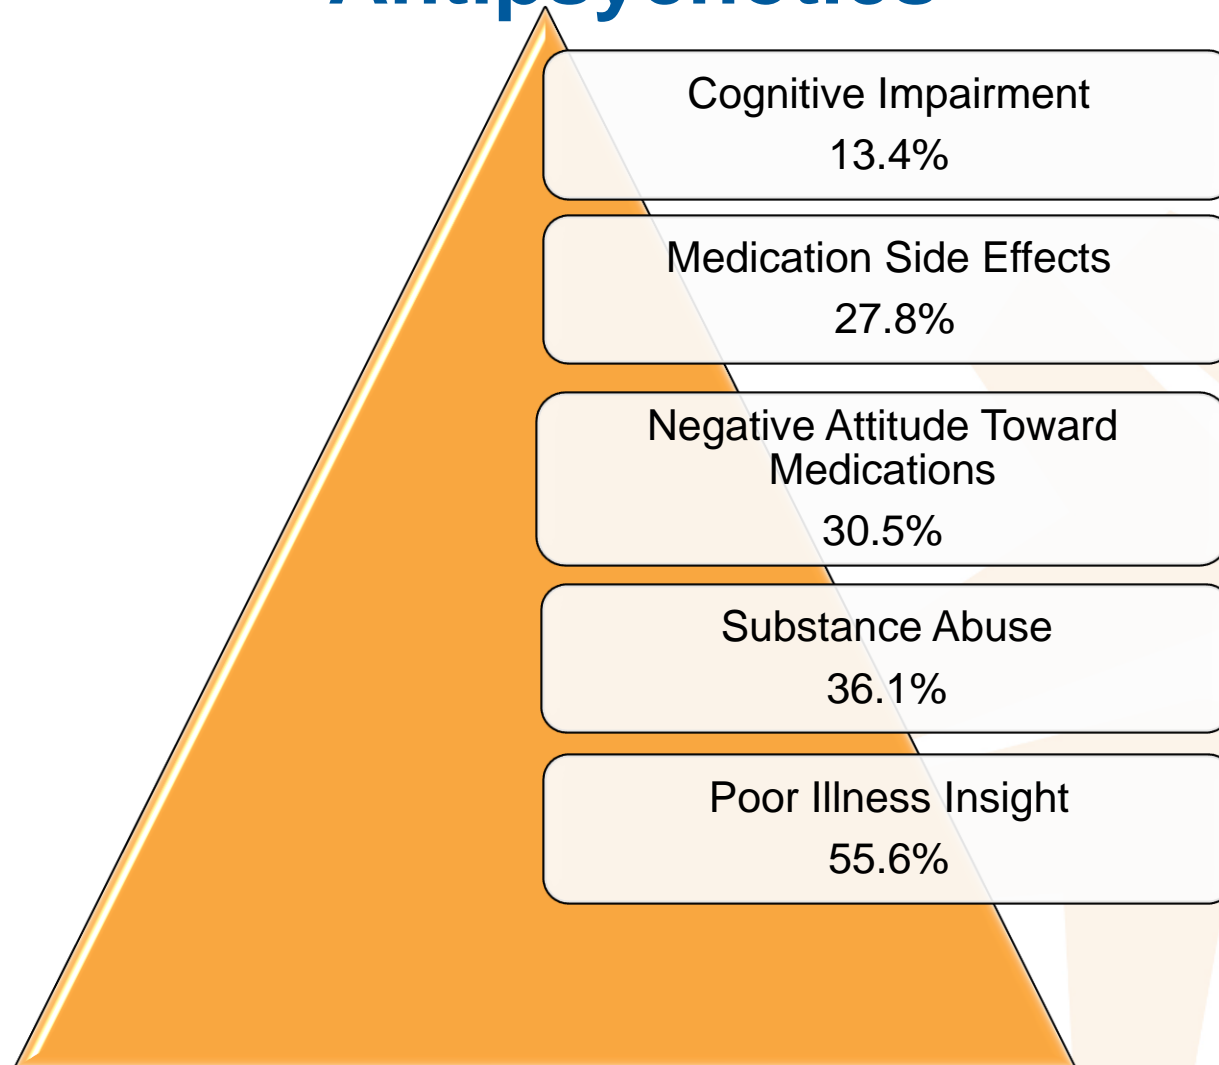 Antipsychotics
Cognitive Impairment
13.4%
Medication Side Effects
27.8%
Negative Attitude Toward
Medications
30.5%
Substance Abuse
36.1%
Poor Illness Insight
55.6%